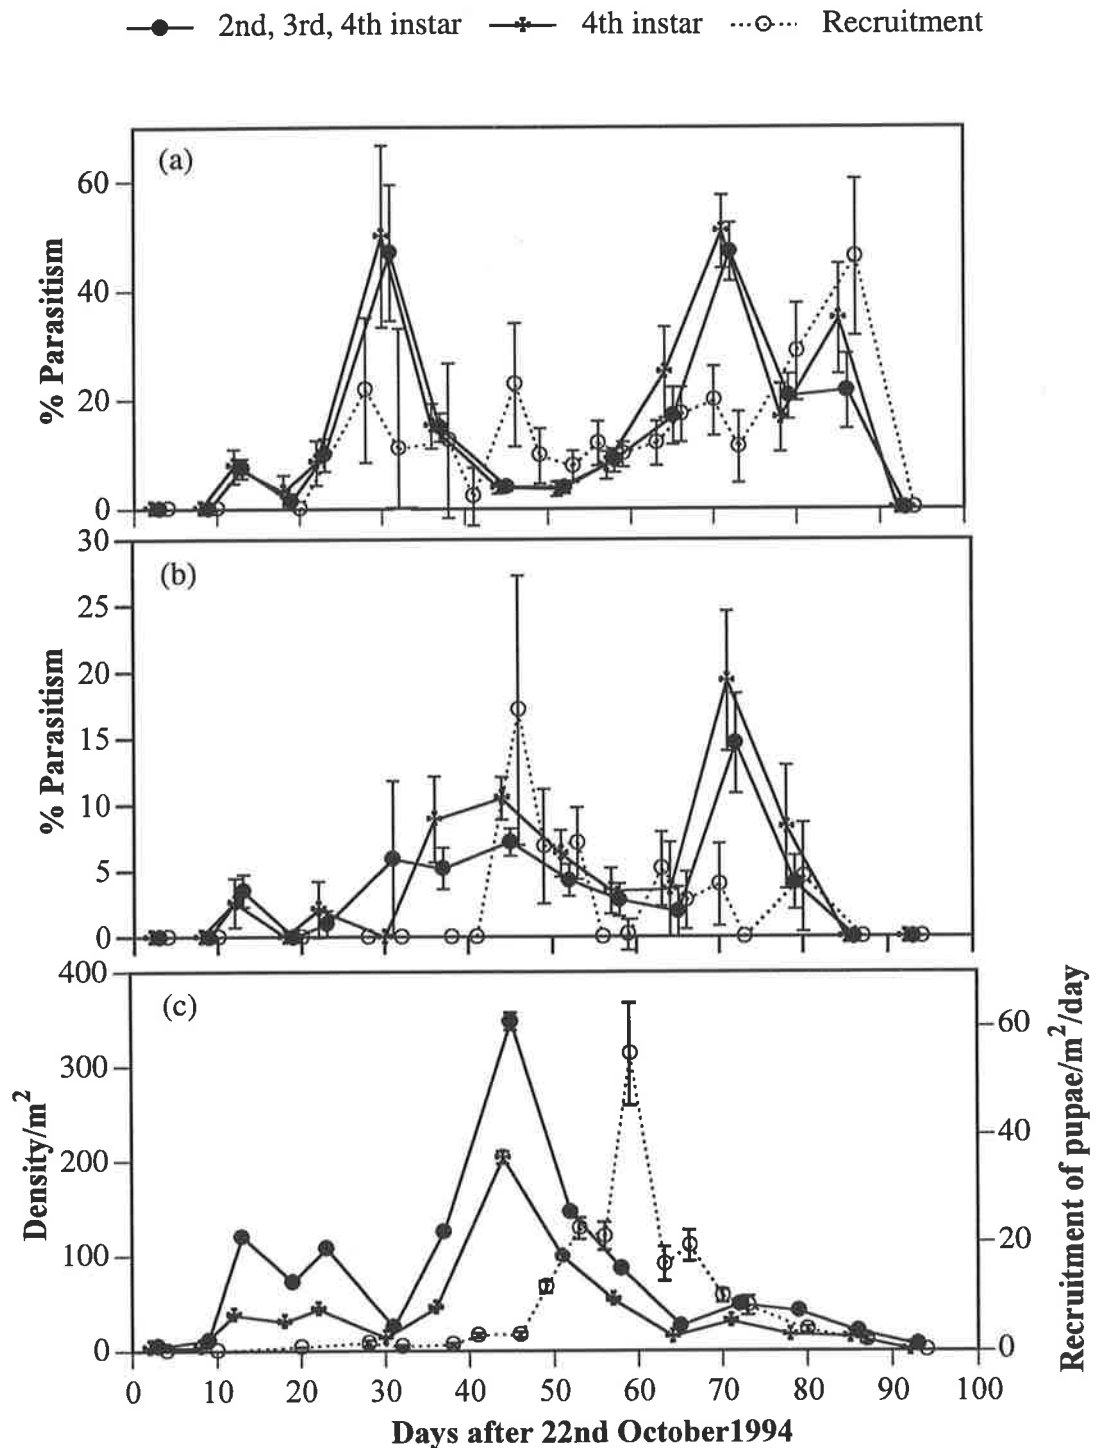 2nd, 3rd, 4th instar 4th instar Recruitment
(a)
60
40
20
0
% Parasitism
(b)
30
25
20
15
10
5
0
% Parasitism
(c)
400
300
200
100
0
Density/m²
60
40
20
0
Recruitment of pupae/m²/day
0 10 20 30 40 50 60 70 80 90 100
Days after 22nd October1994